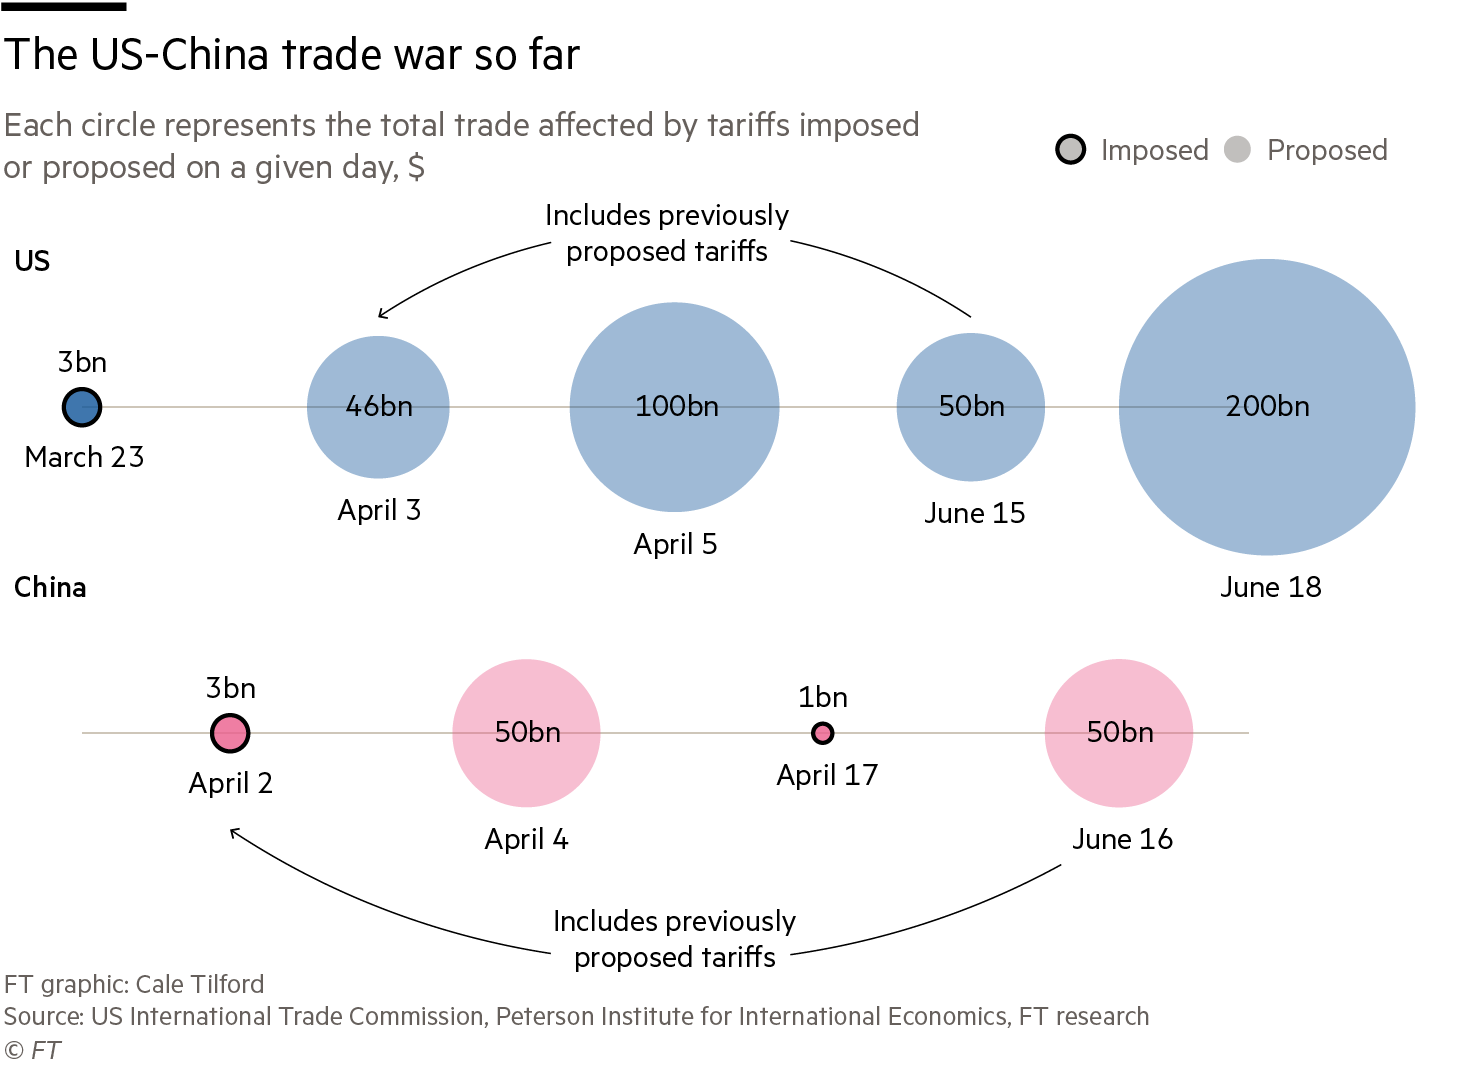 The US-China trade war so far
Each circle represents the total trade affected by tariffs imposed
or proposed on a given day, $
Imposed
Proposed
Includes previously
proposed tariffs
US
3bn
March 23
46bn
April 3
100bn
April 5
50bn
June 15
200bn
June 18
China
3bn
April 2
50bn
April 4
1bn
April 17
50bn
June 16
Includes previously
proposed tariffs
FT graphic: Cale Tilford
Source: US International Trade Commission, Peterson Institute for International Economics, FT research
© FT